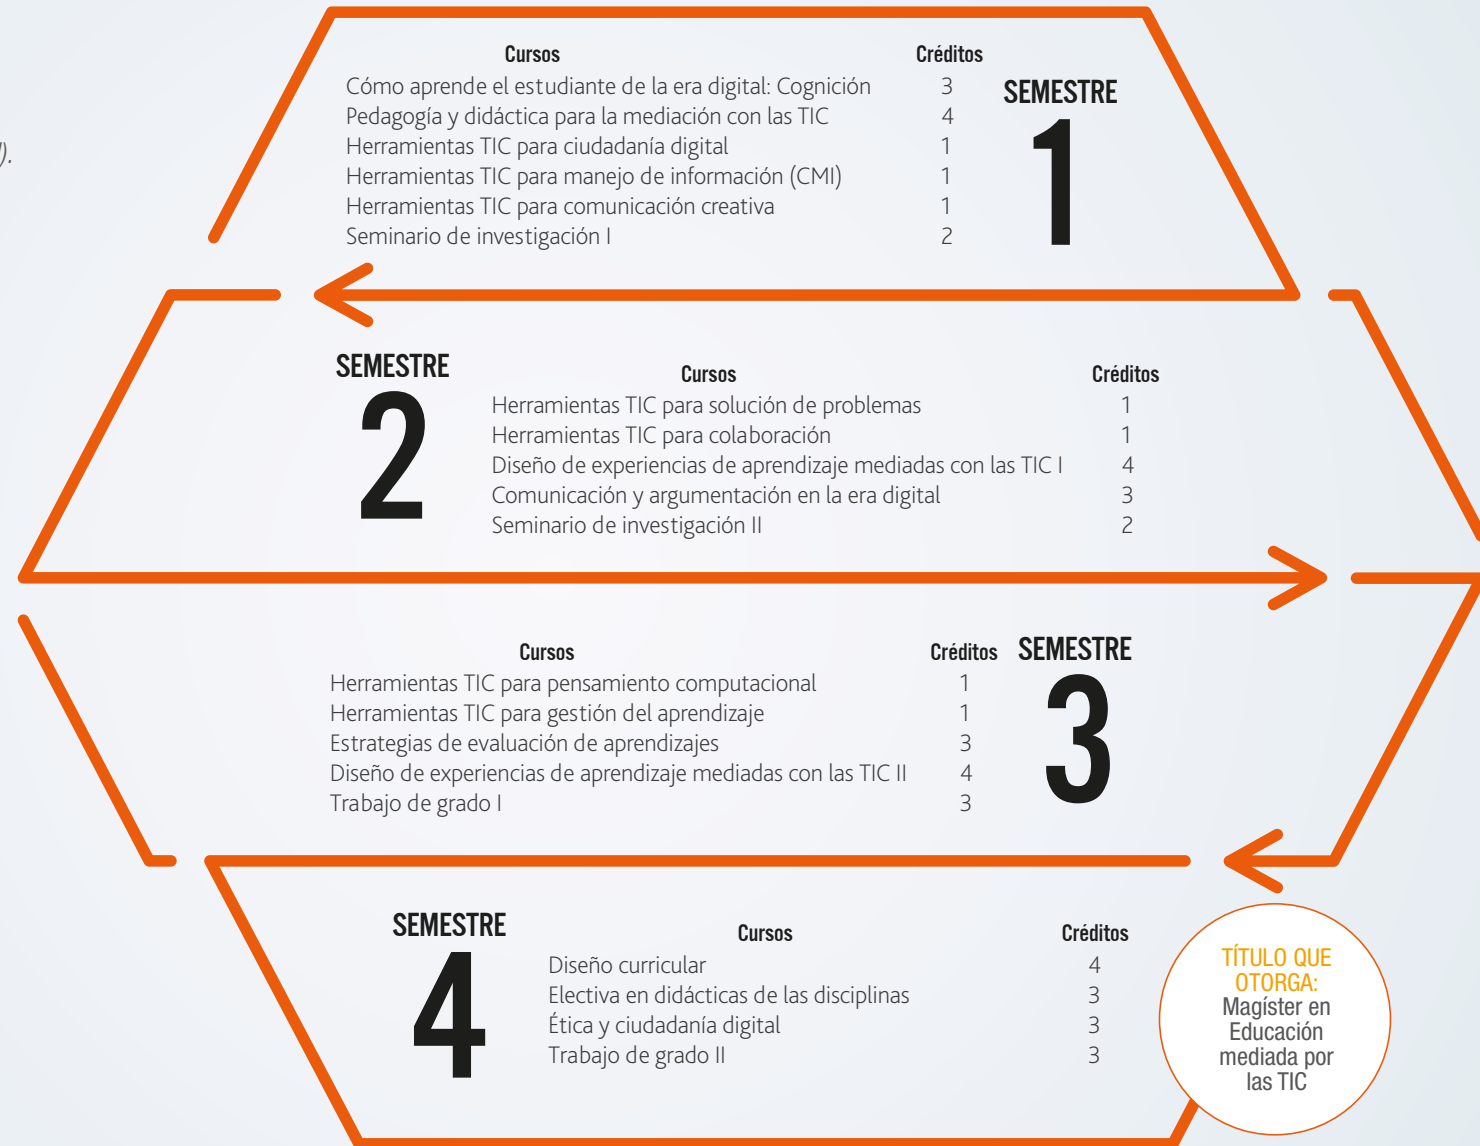 ).
Cursos Créditos
Cómo aprende el estudiante de la era digital: Cognición 3
Pedagogía y didáctica para la mediación con las TIC 4
Herramientas TIC para ciudadanía digital 1
Herramientas TIC para manejo de información (CMI) 1
Herramientas TIC para comunicación creativa 1
Seminario de investigación I 2
SEMESTRE
1
SEMESTRE
2
Cursos Créditos
Herramientas TIC para solución de problemas 1
Herramientas TIC para colaboración 1
Diseño de experiencias de aprendizaje mediadas con las TIC I 4
Comunicación y argumentación en la era digital 3
Seminario de investigación II 2
Cursos Créditos
Herramientas TIC para pensamiento computacional 1
Herramientas TIC para gestión del aprendizaje 1
Estrategias de evaluación de aprendizajes 3
Diseño de experiencias de aprendizaje mediadas con las TIC II 4
Trabajo de grado I 3
SEMESTRE
3
SEMESTRE
4
Cursos Créditos
Diseño curricular 4
Electiva en didácticas de las disciplinas 3
Ética y ciudadanía digital 3
Trabajo de grado II 3
TÍTULO QUE
OTORGA:
Magíster en
Educación
mediada por
las TIC